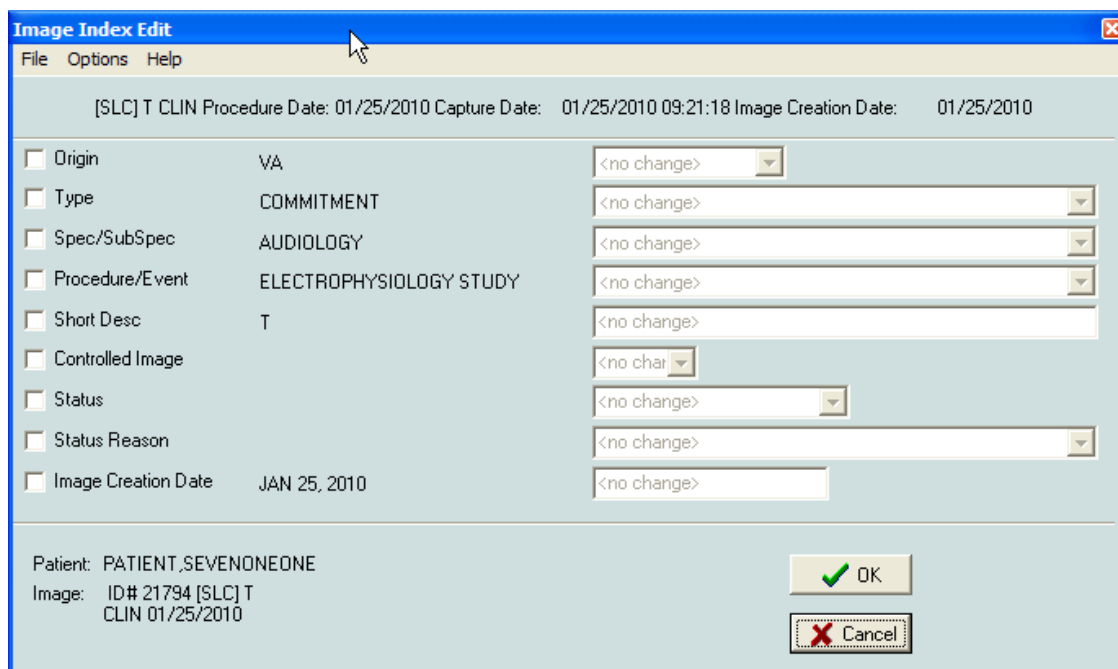 Image Index Edit
File Options Help
[SLC] T CLIN Procedure Date: 01/25/2010 Capture Date: 01/25/2010 09:21:18 Image Creation Date: 01/25/2010
Origin VA <no change>
Type COMMITMENT <no change>
Spec/SubSpec AUDIOLOGY <no change>
Procedure/Event ELECTROPHYSIOLOGY STUDY <no change>
Short Desc T <no change>
Controlled Image <no char
Status <no change>
Status Reason <no change>
Image Creation Date JAN 25, 2010 <no change>
Patient: PATIENT,SEVENONEONE
Image: ID# 21794 [SLC] T
CLIN 01/25/2010
OK
Cancel